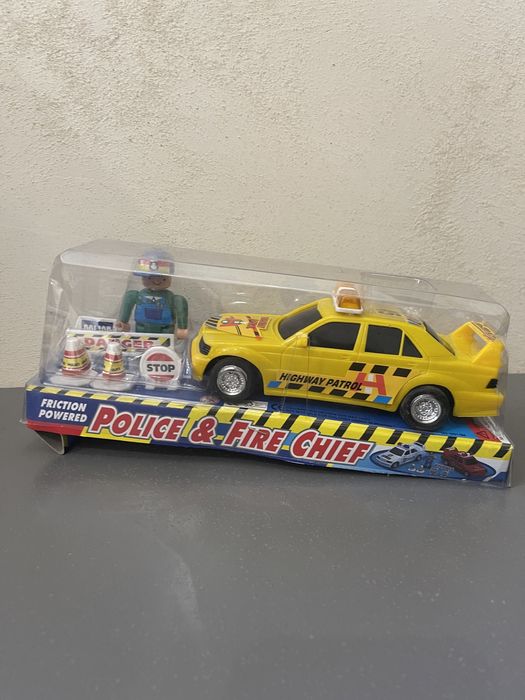 DANGER
STOP
HIGHWAY PATROL
H
FRICTION
POWERED
POLICE & FIRE CHIEF